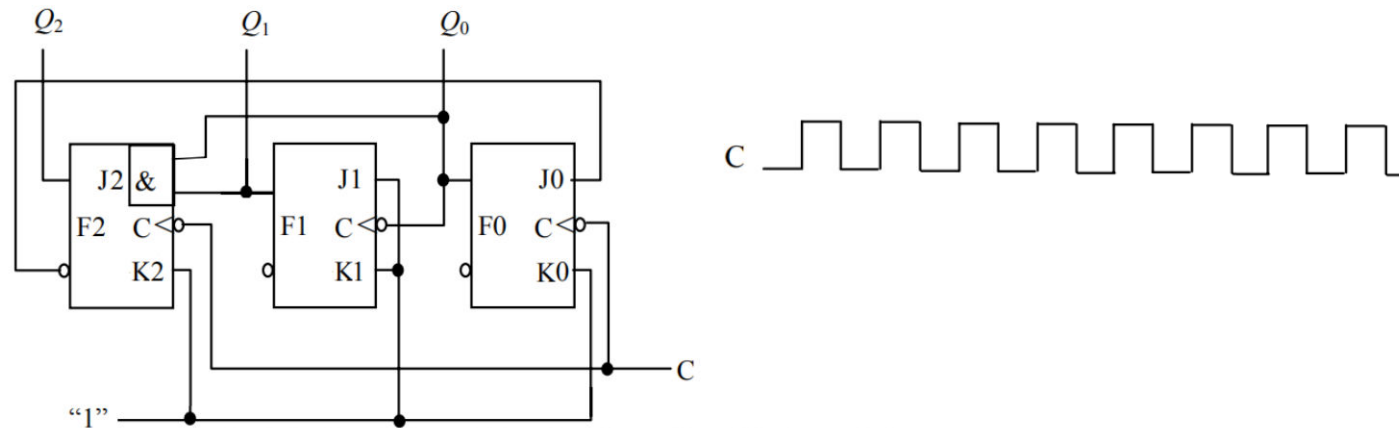 Q₂ Q₁ Q₀
J2 & J1 J0
C
F2 C F1 C F0 C
K2 K1 K0
C
“1”